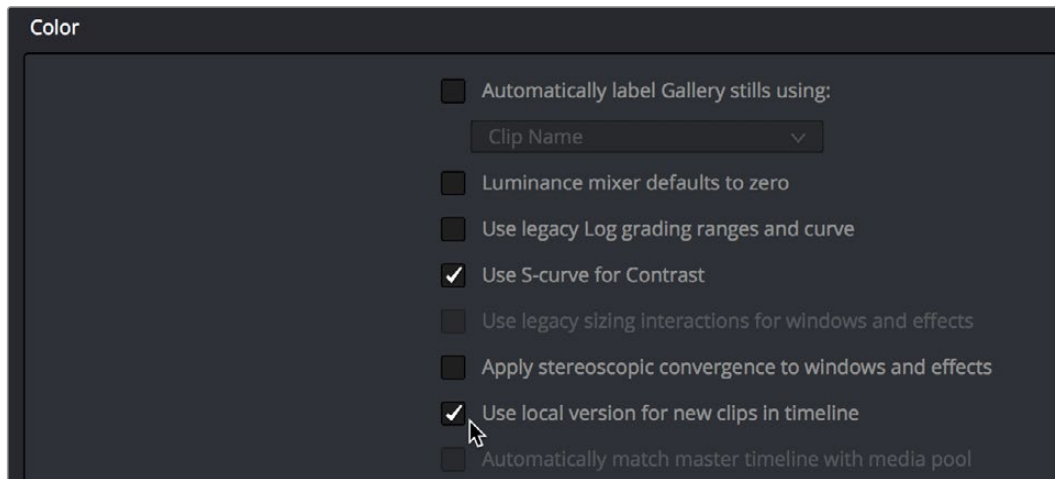 Color
Automatically label Gallery stills using:
Clip Name
Luminance mixer defaults to zero
Use legacy Log grading ranges and curve
Use S-curve for Contrast
Use legacy sizing interactions for windows and effects
Apply stereoscopic convergence to windows and effects
Use local version for new clips in timeline
Automatically match master timeline with media pool